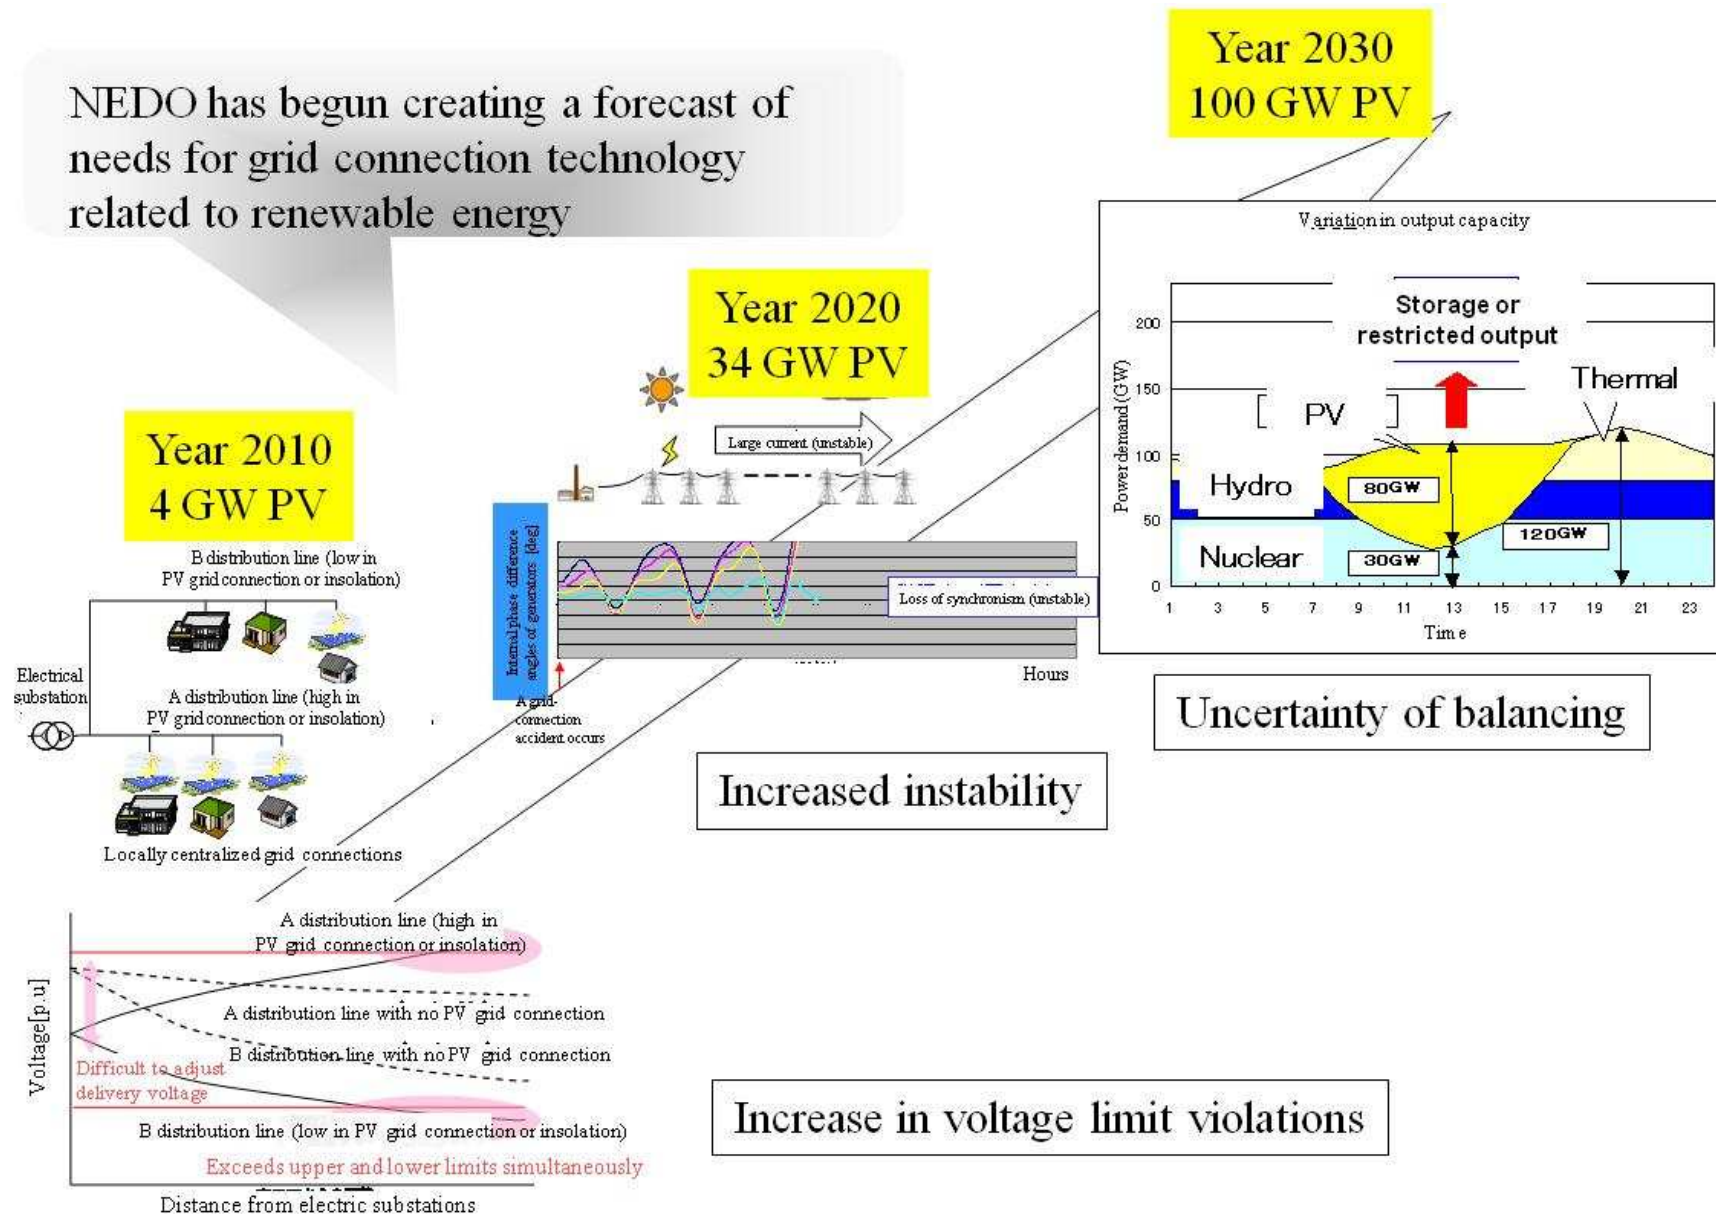 NEDO has begun creating a forecast of
needs for grid connection technology
related to renewable energy
Year 2030
100 GW PV
Year 2020
34 GW PV
Year 2010
4 GW PV
Variation in output capacity
Storage or
restricted output
Thermal
PV
Hydro
Nuclear
80GW
30GW
120GW
Power demand (GW)
200
150
100
50
0
1 3 5 7 9 11 13 15 17 19 21 23
Time
Uncertainty of balancing
Large current (unstable)
Internal phase difference
angles of generators [deg]
Loss of synchronism (unstable)
Hours
A grid-
connection
accident occurs
Increased instability
B distribution line (low in
PV grid connection or insolation)
Electrical
substation
A distribution line (high in
PV grid connection or insolation)
Locally centralized grid connections
A distribution line (high in
PV grid connection or insolation)
Voltage[p.u]
A distribution line with no PV grid connection
B distribution line with no PV grid connection
Difficult to adjust
delivery voltage
B distribution line (low in PV grid connection or insolation)
Exceeds upper and lower limits simultaneously
Distance from electric substations
Increase in voltage limit violations